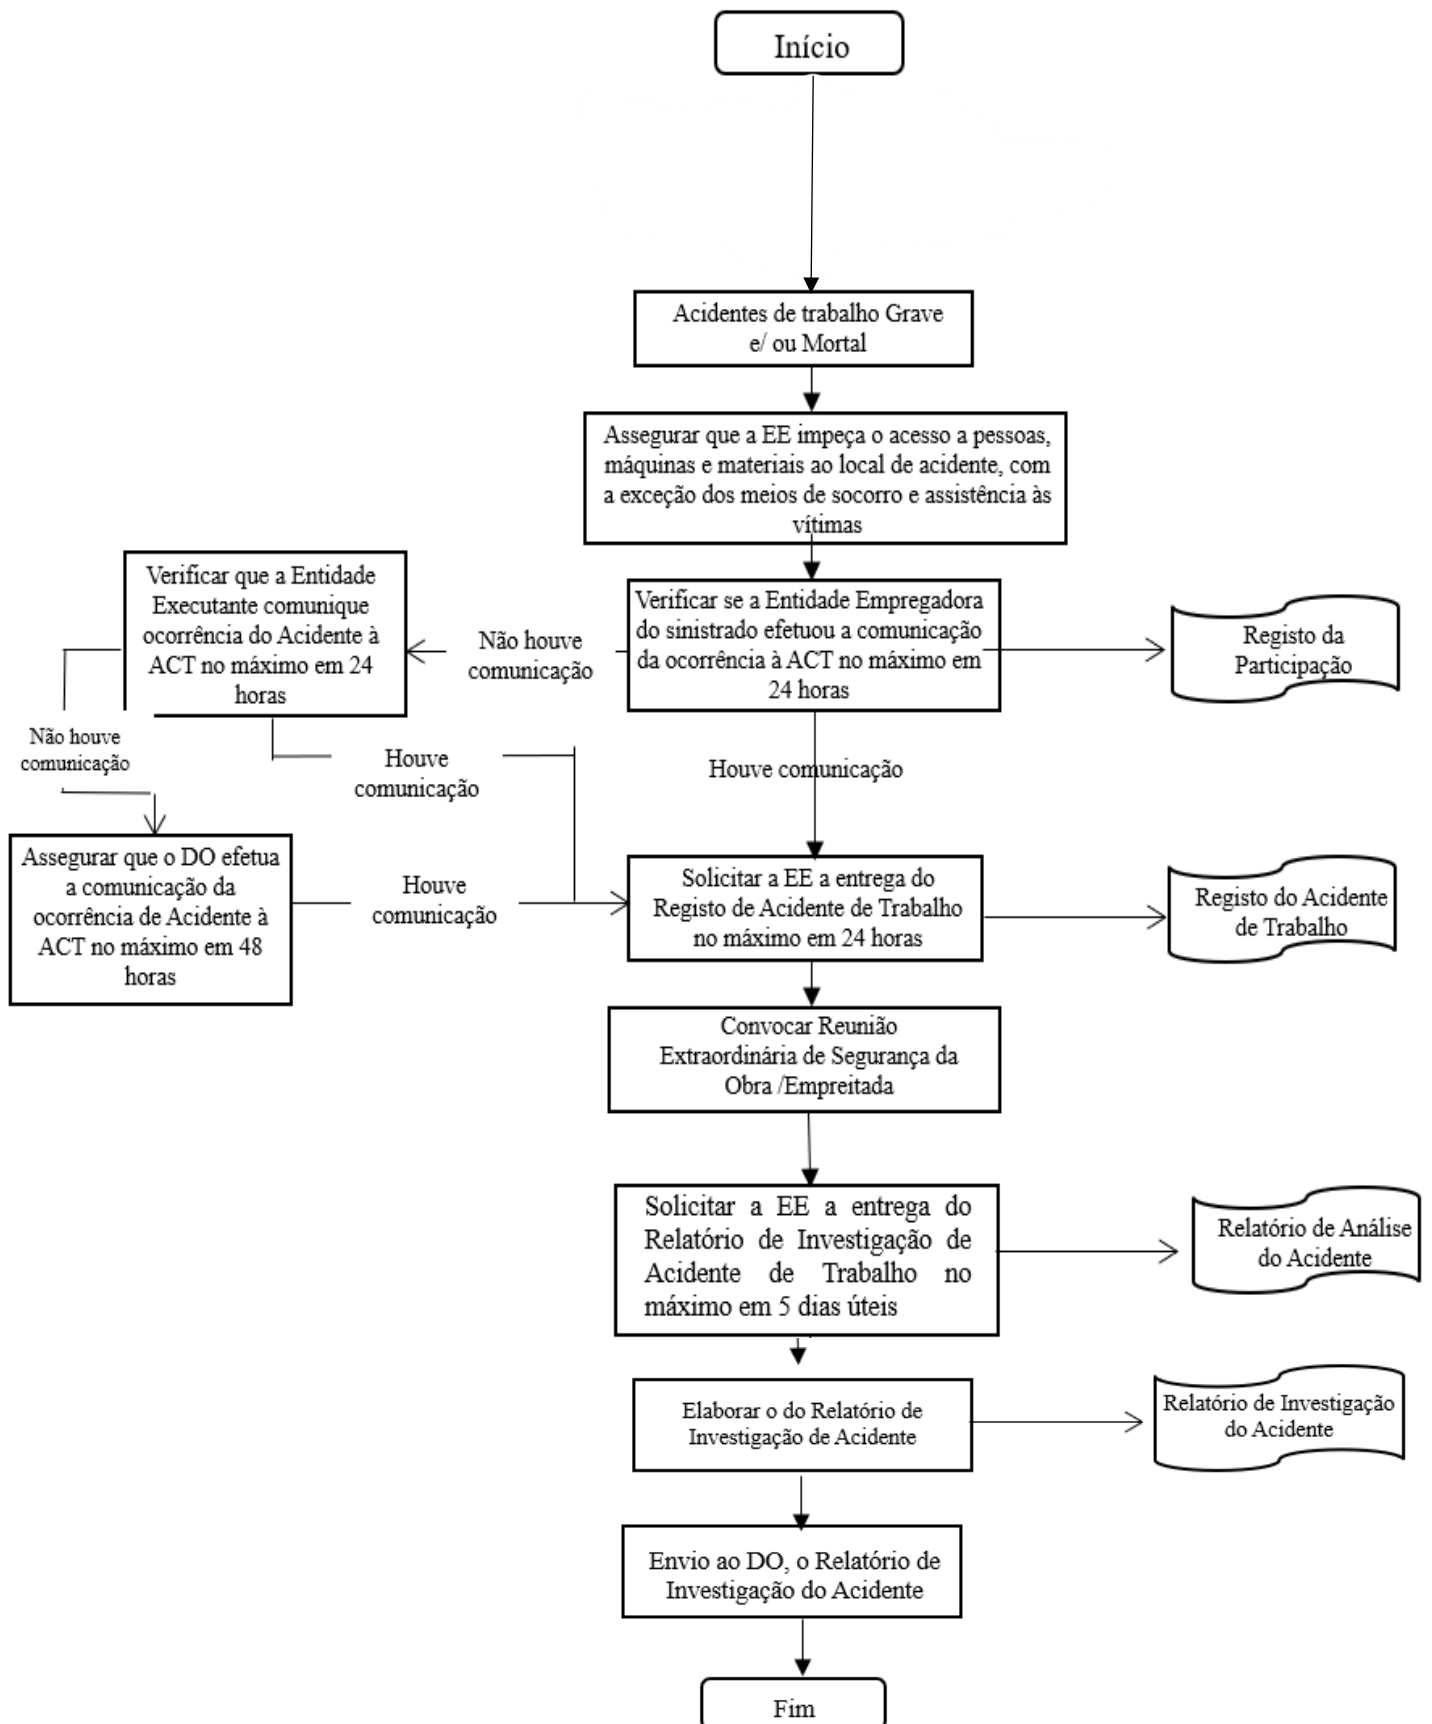 Início
Acidentes de trabalho Grave
e/ ou Mortal
Assegurar que a EE impeça o acesso a pessoas,
máquinas e materiais ao local de acidente, com
a exceção dos meios de socorro e assistência às
vítimas
Verificar que a Entidade
Executante comunique
ocorrência do Acidente à
ACT no máximo em 24
horas
Não houve
comunicação
Verificar se a Entidade Empregadora
do sinistrado efetuou a comunicação
da ocorrência à ACT no máximo em
24 horas
Registo da
Participação
Não houve
comunicação
Houve
comunicação
Houve comunicação
Assegurar que o DO efetua
a comunicação da
ocorrência de Acidente à
ACT no máximo em 48
horas
Houve
comunicação
Solicitar a EE a entrega do
Registo de Acidente de Trabalho
no máximo em 24 horas
Registo do Acidente
de Trabalho
Convocar Reunião
Extraordinária de Segurança da
Obra /Empreitada
Solicitar a EE a entrega do
Relatório de Investigação de
Acidente de Trabalho no
máximo em 5 dias úteis
Relatório de Análise
do Acidente
Elaborar o do Relatório de
Investigação de Acidente
Relatório de Investigação
do Acidente
Envio ao DO, o Relatório de
Investigação do Acidente
Fim